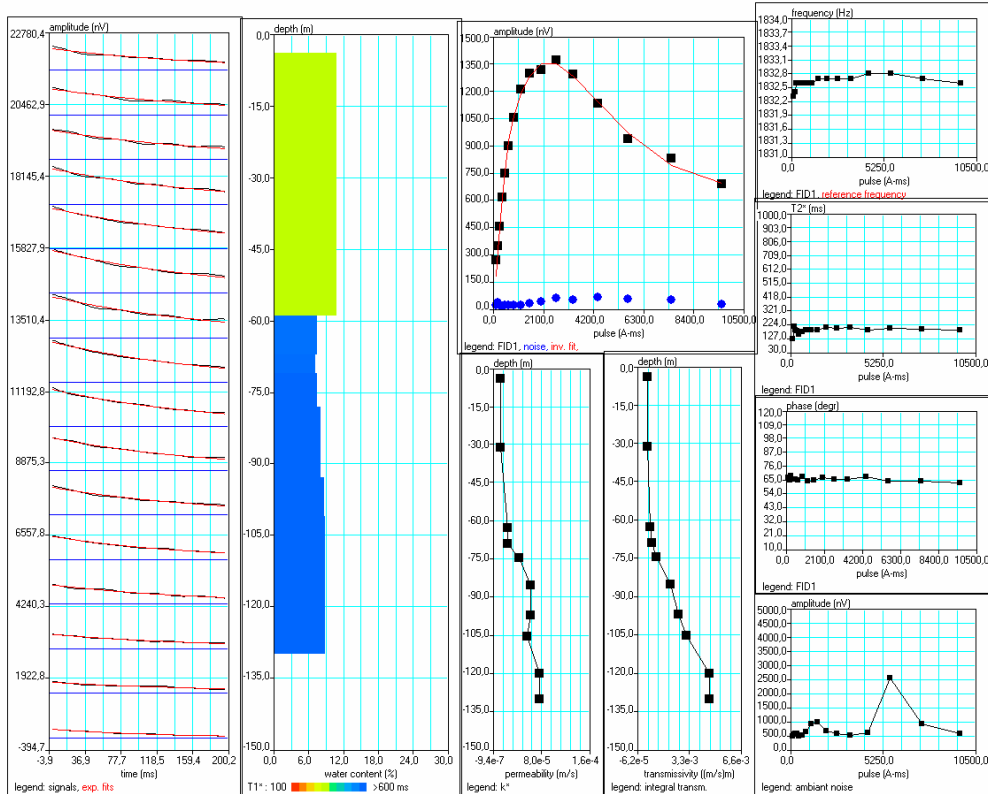 amplitude (nV)
22780,4
20462,9
18145,4
15827,9
13510,4
11192,8
8875,3
6557,8
4240,3
1922,8
-394,7
-3,9 36,9 77,7 118,5 159,4 200,2
time (ms)
legend: signals, exp. fits
depth (m)
0,0
-15,0
-30,0
-45,0
-60,0
-75,0
-90,0
-105,0
-120,0
-135,0
-150,0
0,0 6,0 12,0 18,0 24,0 30,0
water content (%)
T1* : 100 >600 ms
amplitude (nV)
1500,0
1350,0
1200,0
1050,0
900,0
750,0
600,0
450,0
300,0
150,0
0,0
0,0 2100,0 4200,0 6300,0 8400,0 10500,0
pulse (A-ms)
legend: FID1, noise, inv. fit,
depth (m)
0,0
-15,0
-30,0
-45,0
-60,0
-75,0
-90,0
-105,0
-120,0
-135,0
-150,0
-9,4e-7 8,0e-5 1,6e-4
permeability (m/s)
legend: k*
depth (m)
0,0
-15,0
-30,0
-45,0
-60,0
-75,0
-90,0
-105,0
-120,0
-135,0
-150,0
-6,2e-5 3,3e-3 6,6e-3
transmissivity ((m/s)m)
legend: integral transm.
frequency (Hz)
1834,0
1833,7
1833,4
1833,1
1832,8
1832,5
1832,2
1831,9
1831,6
1831,3
1831,0
0,0 5250,0 10500,0
pulse (A-ms)
legend: FID1, reference frequency
T2* (ms)
1000,0
903,0
806,0
709,0
612,0
515,0
418,0
321,0
224,0
127,0
30,0
0,0 5250,0 10500,0
pulse (A-ms)
legend: FID1
phase (degr)
120,0
109,0
98,0
87,0
76,0
65,0
54,0
43,0
32,0
21,0
10,0
0,0 2100,0 4200,0 6300,0 8400,0 10500,0
pulse (A-ms)
legend: FID1
amplitude (nV)
5000,0
4500,0
4000,0
3500,0
3000,0
2500,0
2000,0
1500,0
1000,0
500,0
0,0
0,0 5250,0 10500,0
pulse (A-ms)
legend: ambiant noise